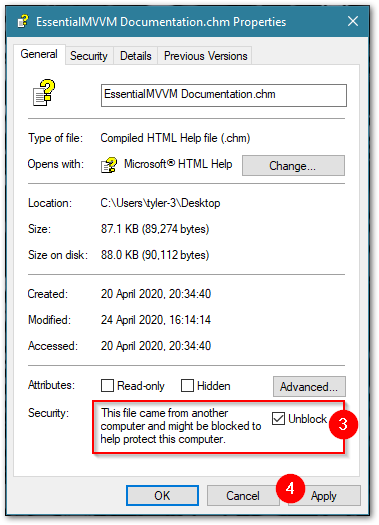 EssentialMVVM Documentation.chm Properties
General Security Details Previous Versions
EssentialMVVM Documentation.chm
Type of file: Compiled HTML Help file (.chm)
Opens with: Microsoft® HTML Help Change...
Location: C:\Users\tyler-3\Desktop
Size: 87.1 KB (89,274 bytes)
Size on disk: 88.0 KB (90,112 bytes)
Created: 20 April 2020, 20:34:40
Modified: 24 April 2020, 16:14:14
Accessed: 20 April 2020, 20:34:40
Attributes: Read-only Hidden Advanced...
Security: This file came from another
computer and might be blocked to
help protect this computer.
Unblock 3
4
OK Cancel Apply